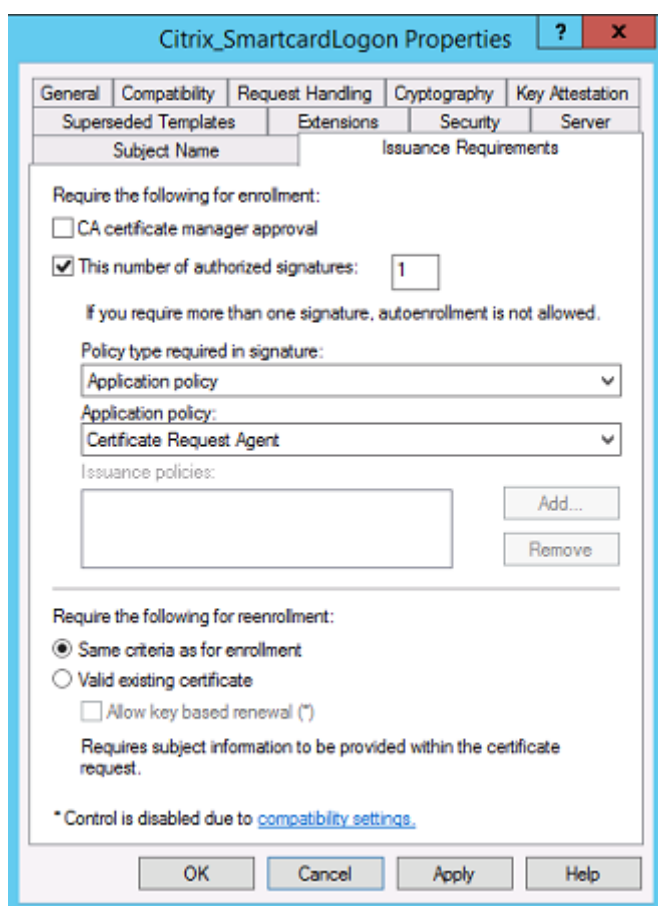 Citrix_SmartcardLogon Properties
?
x
General
Compatibility
Request Handling
Cryptography
Key Attestation
Superseded Templates
Extensions
Security
Server
Subject Name
Issuance Requirements
Require the following for enrollment:
CA certificate manager approval
This number of authorized signatures:
1
If you require more than one signature, autoenrollment is not allowed.
Policy type required in signature:
Application policy
Application policy:
Certificate Request Agent
Issuance policies:
Add...
Remove
Require the following for reenrollment:
Same criteria as for enrollment
Valid existing certificate
Allow key based renewal (*)
Requires subject information to be provided within the certificate
request.
* Control is disabled due to compatibility settings.
OK
Cancel
Apply
Help